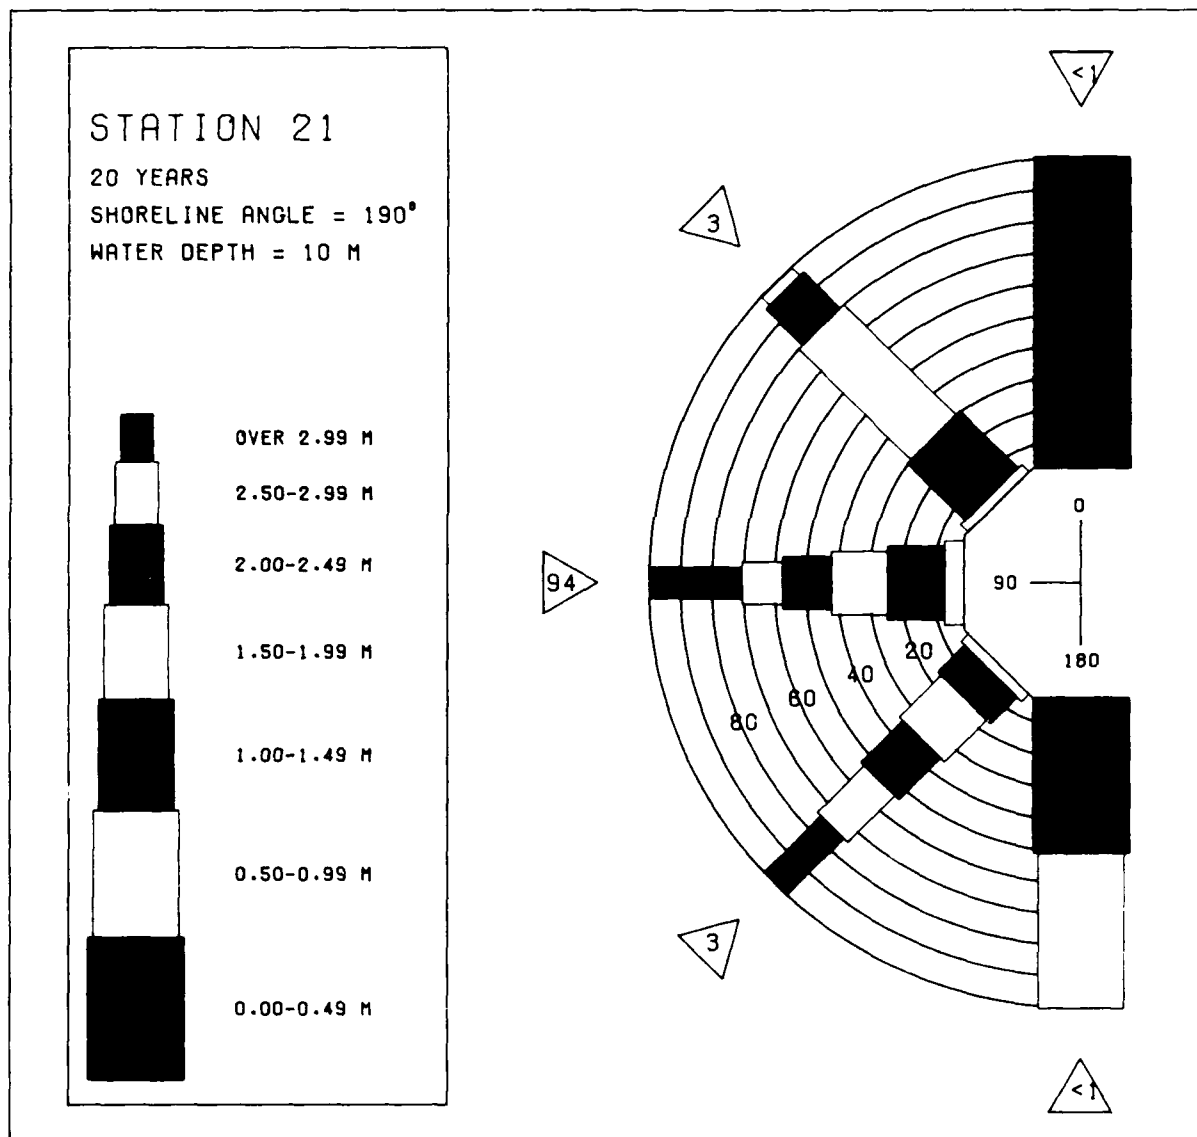 STATION 21
20 YEARS
SHORELINE ANGLE = 190°
WATER DEPTH = 10 M
OVER 2.99 M
2.50-2.99 M
2.00-2.49 M
1.50-1.99 M
1.00-1.49 M
0.50-0.99 M
0.00-0.49 M
<1
3
94
3
<1
0
90
180
20
40
60
80